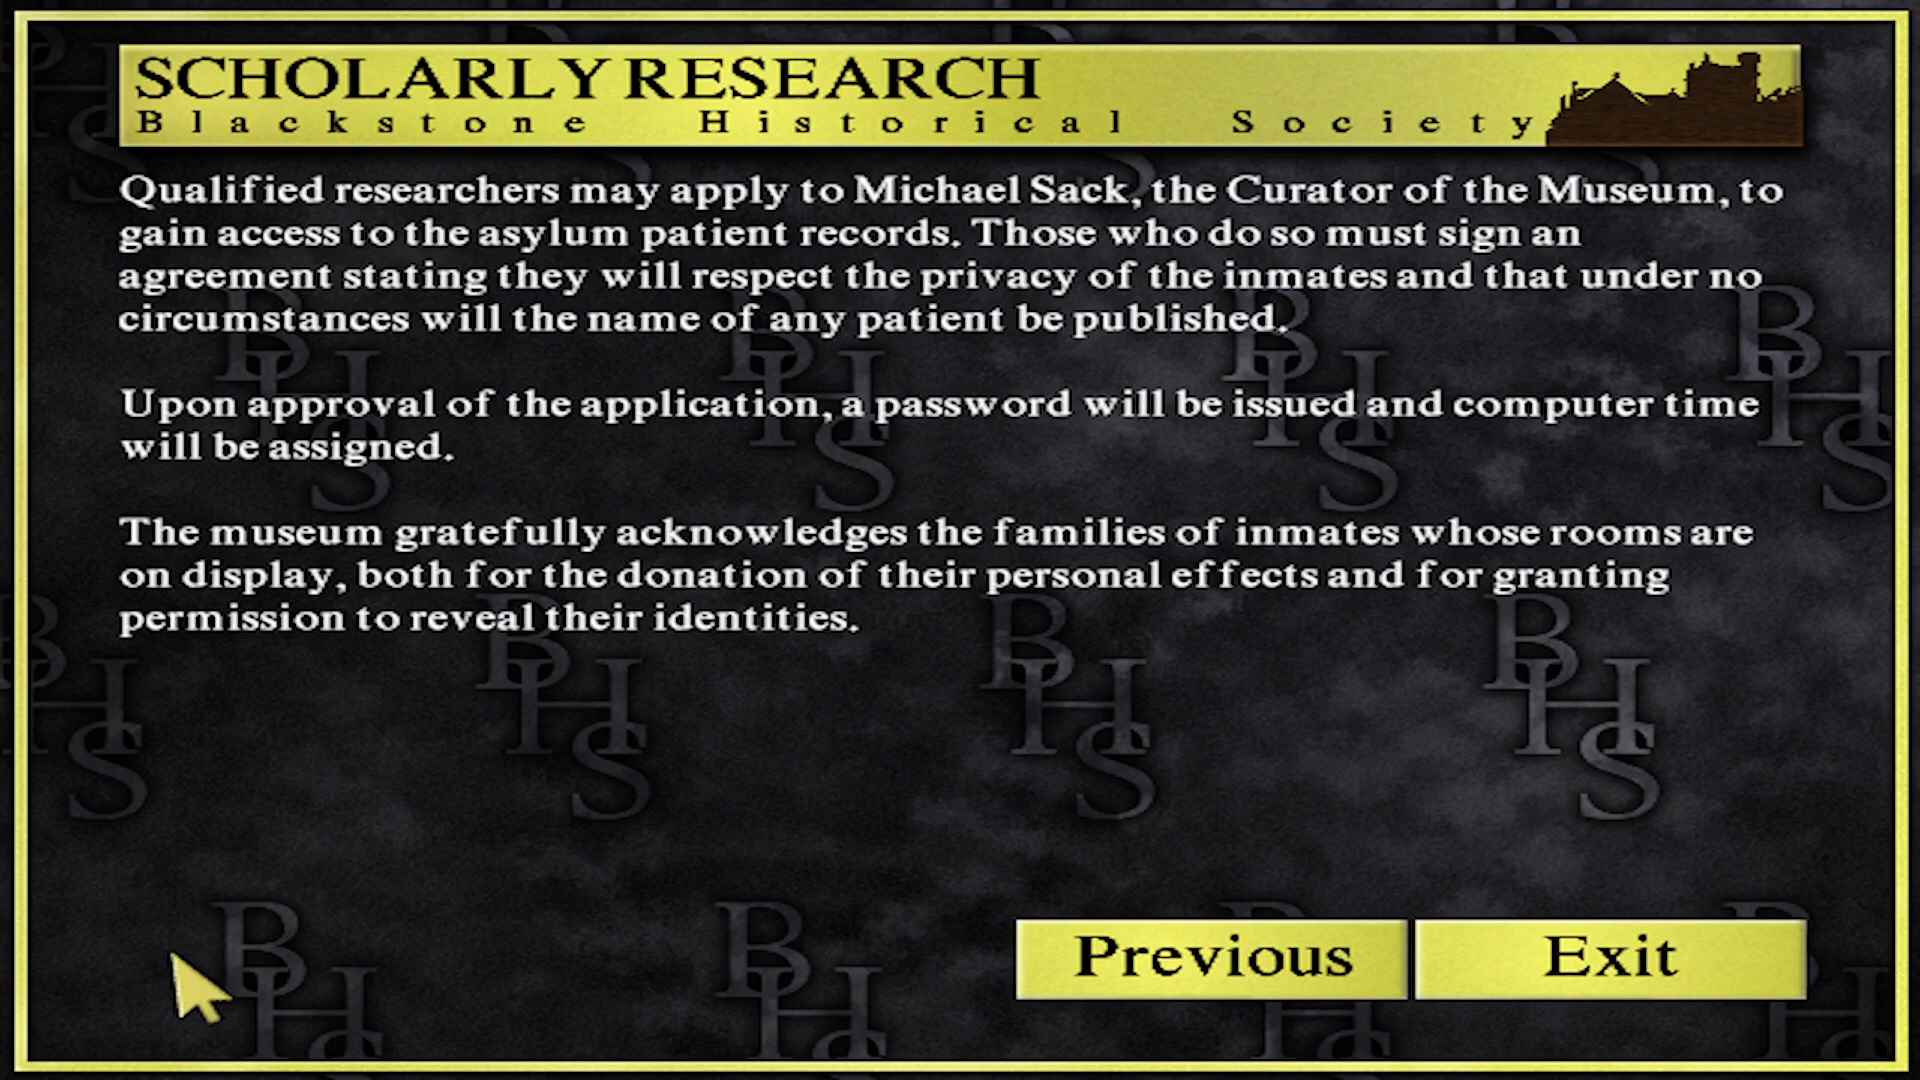 SCHOLARLY RESEARCH
Blackstone Historical Society
Qualified researchers may apply to Michael Sack, the Curator of the Museum, to
gain access to the asylum patient records. Those who do so must sign an
agreement stating they will respect the privacy of the inmates and that under no
circumstances will the name of any patient be published.
Upon approval of the application, a password will be issued and computer time
will be assigned.
The museum gratefully acknowledges the families of inmates whose rooms are
on display, both for the donation of their personal effects and for granting
permission to reveal their identities.
Previous
Exit